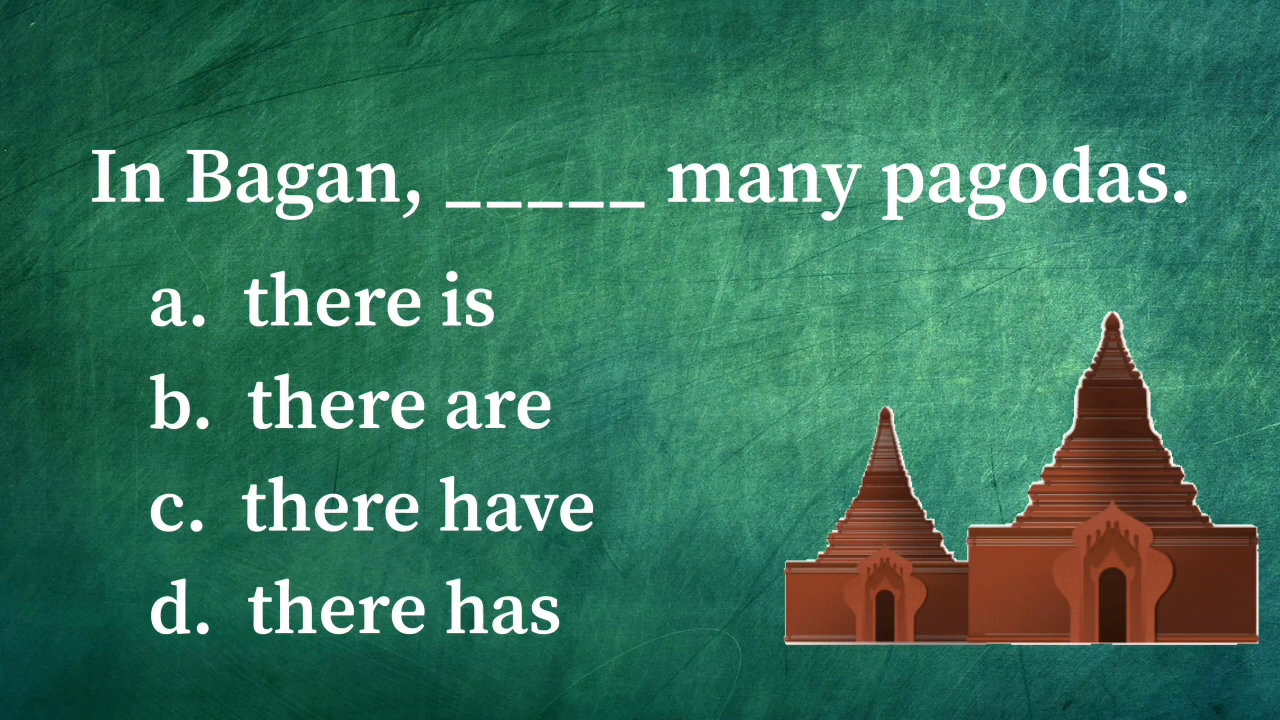 In Bagan, _____ many pagodas.
a. there is
b. there are
c. there have
d. there has